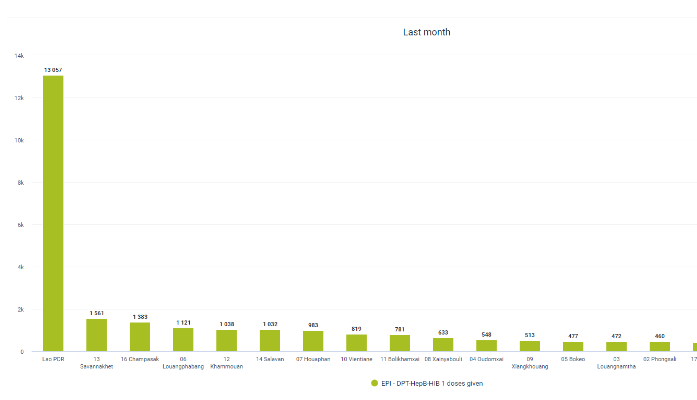 Last month
14k
13 057
12k
10k
8k
6k
4k
2k
1 561
1 383
1 121
1 038
1 032
983
819
781
633
548
513
477
472
460
0
Lao PDR
13 Savannakhet
16 Champasak
06 Louangphabang
12 Khammouan
14 Salavan
07 Houaphan
10 Vientiane
11 Bolikhamxai
08 Xainyabouli
04 Oudomxai
09 Xiangkhouang
05 Bokeo
03 Louangnamtha
02 Phongsali
17
EPI - DPT-HepB-HIB 1 doses given